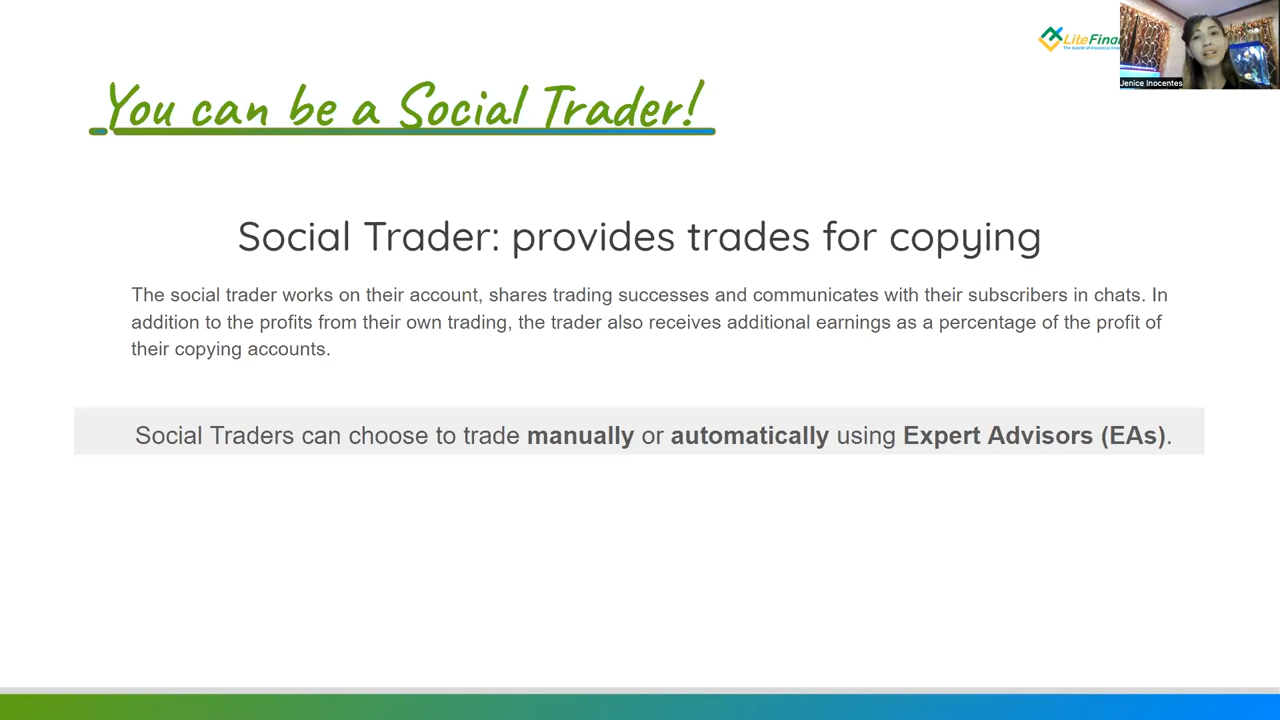 You can be a Social Trader!
LiteFinan
Jenice Inocentes
Social Trader: provides trades for copying
The social trader works on their account, shares trading successes and communicates with their subscribers in chats. In
addition to the profits from their own trading, the trader also receives additional earnings as a percentage of the profit of
their copying accounts.
Social Traders can choose to trade manually or automatically using Expert Advisors (EAs).